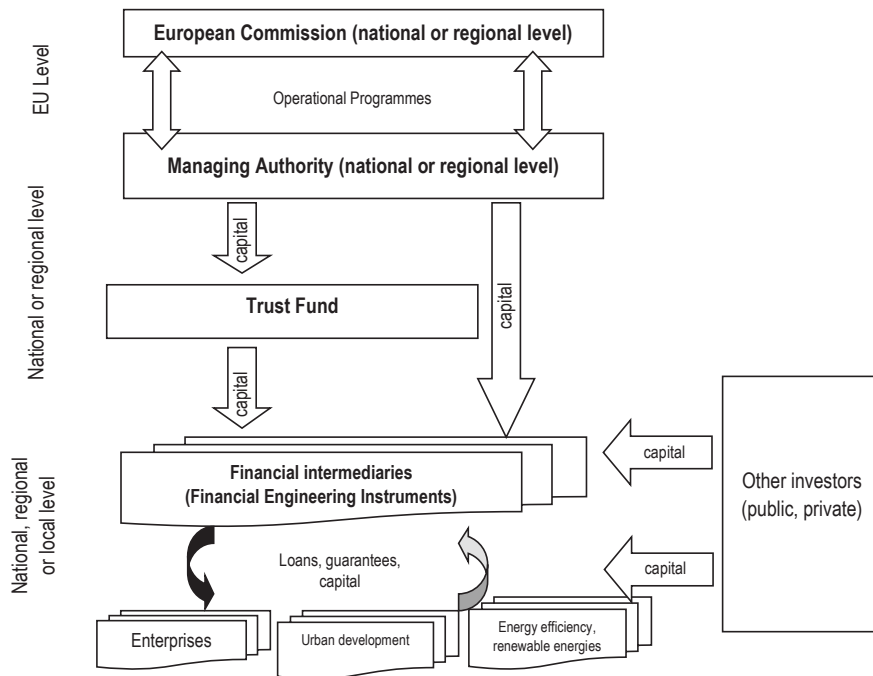 European Commission (national or regional level)
EU Level
Operational Programmes
Managing Authority (national or regional level)
National or regional level
capital
capital
Trust Fund
capital
National, regional
or local level
Financial intermediaries
(Financial Engineering Instruments)
capital
Other investors
(public, private)
Loans, guarantees,
capital
capital
Enterprises
Urban development
Energy efficiency,
renewable energies